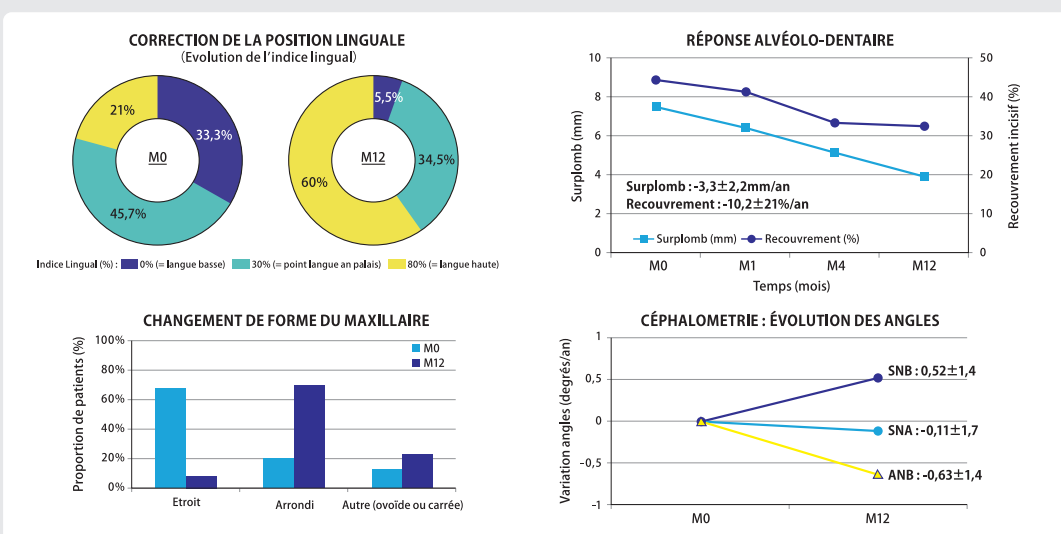 CORRECTION DE LA POSITION LINGUALE
(Evolution de l'indice lingual)
21%
33,3%
M0
45,7%
5,5%
M12
34,5%
60%
Indice Lingual (%) : 0% (= langue basse) 30% (= point langue an palais) 80% (= langue haute)
RÉPONSE ALVÉOLO-DENTAIRE
Surplomb (mm)
10
8
6
4
2
0
Recouvrement incisif (%)
50
40
30
20
10
0
Surplomb : -3,3±2,2mm/an
Recouvrement : -10,2±21%/an
Surplomb (mm) Recouvrement (%)
M0 M1 M4 M12
Temps (mois)
CHANGEMENT DE FORME DU MAXILLAIRE
Proportion de patients (%)
100%
80%
60%
40%
20%
0%
M0
M12
Etroit Arrondi Autre (ovoïde ou carrée)
CÉPHALOMETRIE : ÉVOLUTION DES ANGLES
Variation angles (degrés/an)
1
0,5
0
-0,5
-1
SNB : 0,52±1,4
SNA : -0,11±1,7
ANB : -0,63±1,4
M0 M12